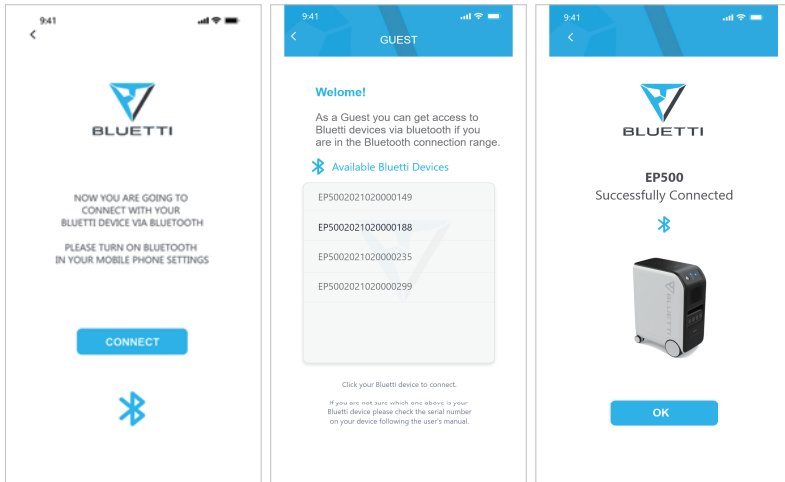 9:41
BLUETTI
NOW YOU ARE GOING TO
CONNECT WITH YOUR
BLUETTI DEVICE VIA BLUETOOTH
PLEASE TURN ON BLUETOOTH
IN YOUR MOBILE PHONE SETTINGS
CONNECT
9:41
GUEST
Welome!
As a Guest you can get access to
Bluetti devices via bluetooth if you
are in the Bluetooth connection range.
Available Bluetti Devices
EP5002021020000149
EP5002021020000188
EP5002021020000235
EP5002021020000299
Click your Bluetti device to connect.
If you are not sure which one above is your
Bluetti device please check the serial number
on your device following the user's manual.
9:41
BLUETTI
EP500
Successfully Connected
BLUETTI
OK